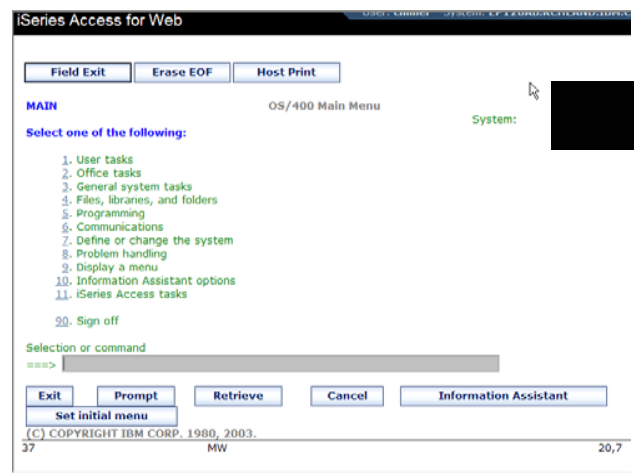 iSeries Access for Web
Field Exit Erase EOF Host Print
MAIN OS/400 Main Menu
System:
Select one of the following:
1. User tasks
2. Office tasks
3. General system tasks
4. Files, libraries, and folders
5. Programming
6. Communications
7. Define or change the system
8. Problem handling
9. Display a menu
10. Information Assistant options
11. iSeries Access tasks
90. Sign off
Selection or command
===>
Exit Prompt Retrieve Cancel Information Assistant
Set initial menu
(C) COPYRIGHT IBM CORP. 1980, 2003.
37 MW 20,7